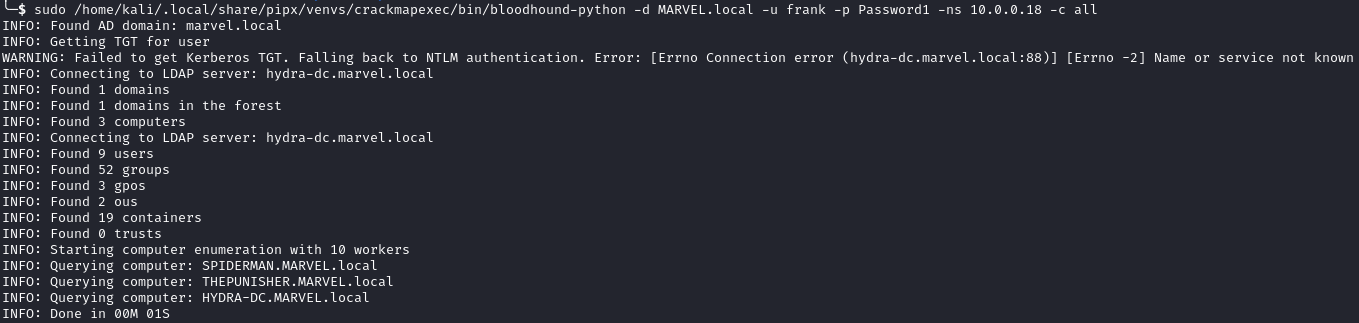 └─$ sudo /home/kali/.local/share/pipx/venvs/crackmapexec/bin/bloodhound-python -d MARVEL.local -u frank -p Password1 -ns 10.0.0.18 -c all
INFO: Found AD domain: marvel.local
INFO: Getting TGT for user
WARNING: Failed to get Kerberos TGT. Falling back to NTLM authentication. Error: [Errno Connection error (hydra-dc.marvel.local:88)] [Errno -2] Name or service not known
INFO: Connecting to LDAP server: hydra-dc.marvel.local
INFO: Found 1 domains
INFO: Found 1 domains in the forest
INFO: Found 3 computers
INFO: Connecting to LDAP server: hydra-dc.marvel.local
INFO: Found 9 users
INFO: Found 52 groups
INFO: Found 3 gpos
INFO: Found 2 ous
INFO: Found 19 containers
INFO: Found 0 trusts
INFO: Starting computer enumeration with 10 workers
INFO: Querying computer: SPIDERMAN.MARVEL.local
INFO: Querying computer: THEPUNISHER.MARVEL.local
INFO: Querying computer: HYDRA-DC.MARVEL.local
INFO: Done in 00M 01S